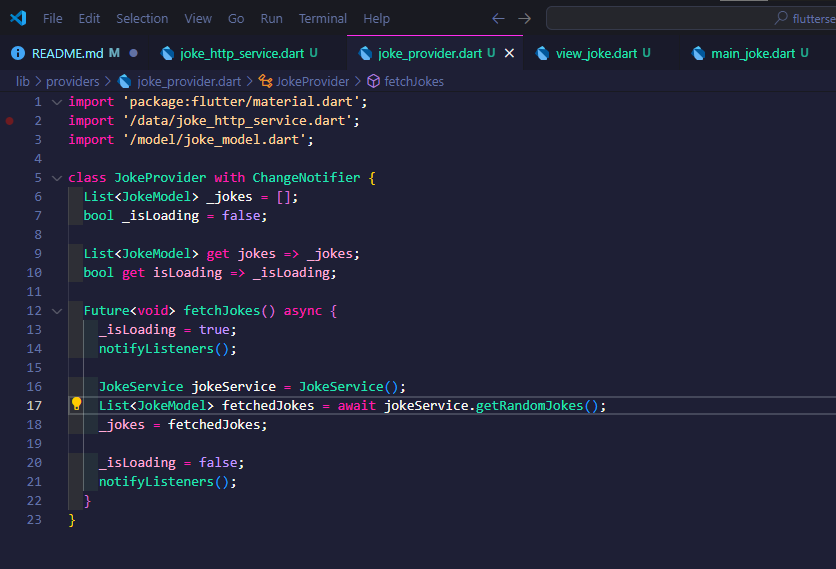 File Edit Selection View Go Run Terminal Help flutterse
README.md M joke_http_service.dart U joke_provider.dart U view_joke.dart U main_joke.dart U
lib > providers > joke_provider.dart > JokeProvider > fetchJokes
1 import 'package:flutter/material.dart';
2 import '/data/joke_http_service.dart';
3 import '/model/joke_model.dart';
4
5 class JokeProvider with ChangeNotifier {
6 List<JokeModel> _jokes = [];
7 bool _isLoading = false;
8
9 List<JokeModel> get jokes => _jokes;
10 bool get isLoading => _isLoading;
11
12 Future<void> fetchJokes() async {
13 _isLoading = true;
14 notifyListeners();
15
16 JokeService jokeService = JokeService();
17 List<JokeModel> fetchedJokes = await jokeService.getRandomJokes();
18 _jokes = fetchedJokes;
19
20 _isLoading = false;
21 notifyListeners();
22 }
23 }